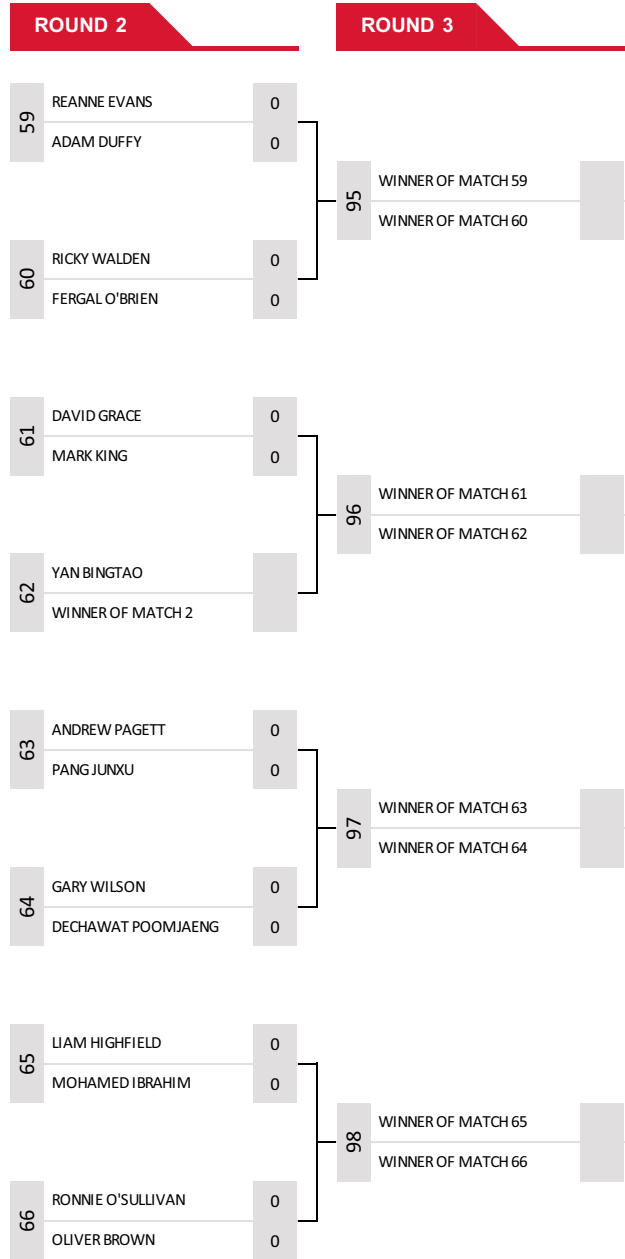 ROUND 2
ROUND 3
59
REANNE EVANS 0
ADAM DUFFY 0
95
WINNER OF MATCH 59
WINNER OF MATCH 60
60
RICKY WALDEN 0
FERGAL O'BRIEN 0
61
DAVID GRACE 0
MARK KING 0
96
WINNER OF MATCH 61
WINNER OF MATCH 62
62
YAN BINGTAO
WINNER OF MATCH 2
63
ANDREW PAGETT 0
PANG JUNXU 0
97
WINNER OF MATCH 63
WINNER OF MATCH 64
64
GARY WILSON 0
DECHAWAT POOMJAENG 0
65
LIAM HIGHFIELD 0
MOHAMED IBRAHIM 0
98
WINNER OF MATCH 65
WINNER OF MATCH 66
66
RONNIE O'SULLIVAN 0
OLIVER BROWN 0